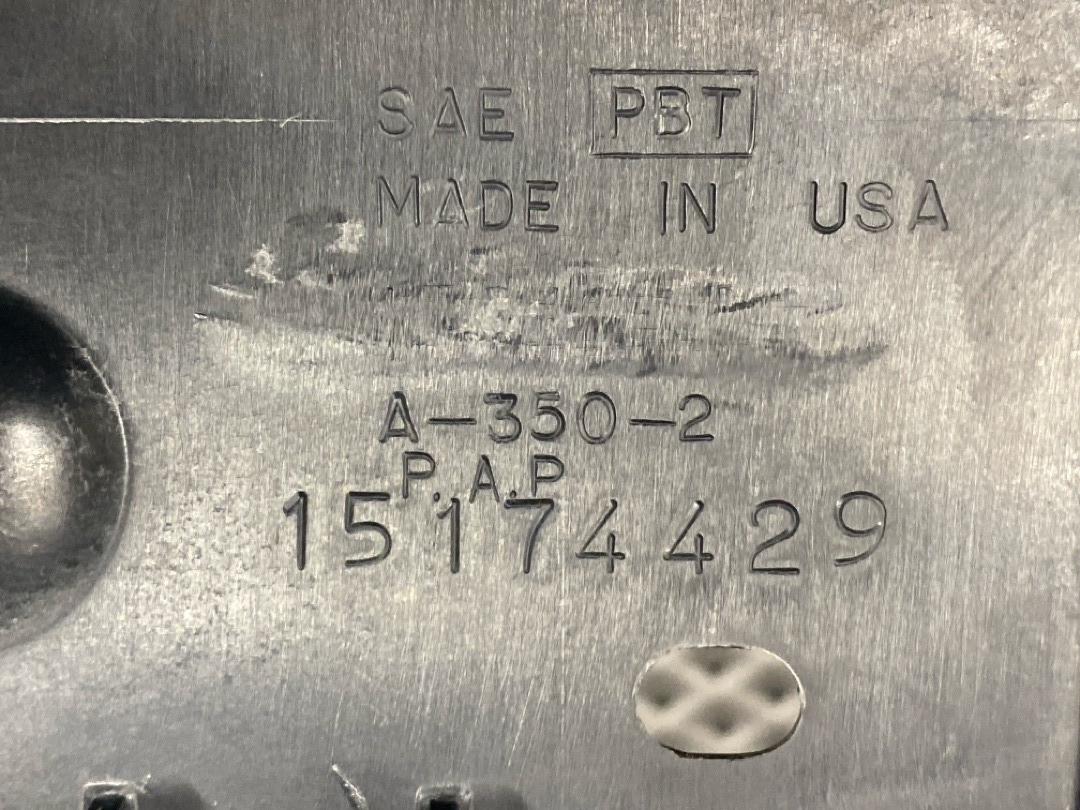 SAE PBT
MADE IN USA
A-350-2
P.A.P
15174429